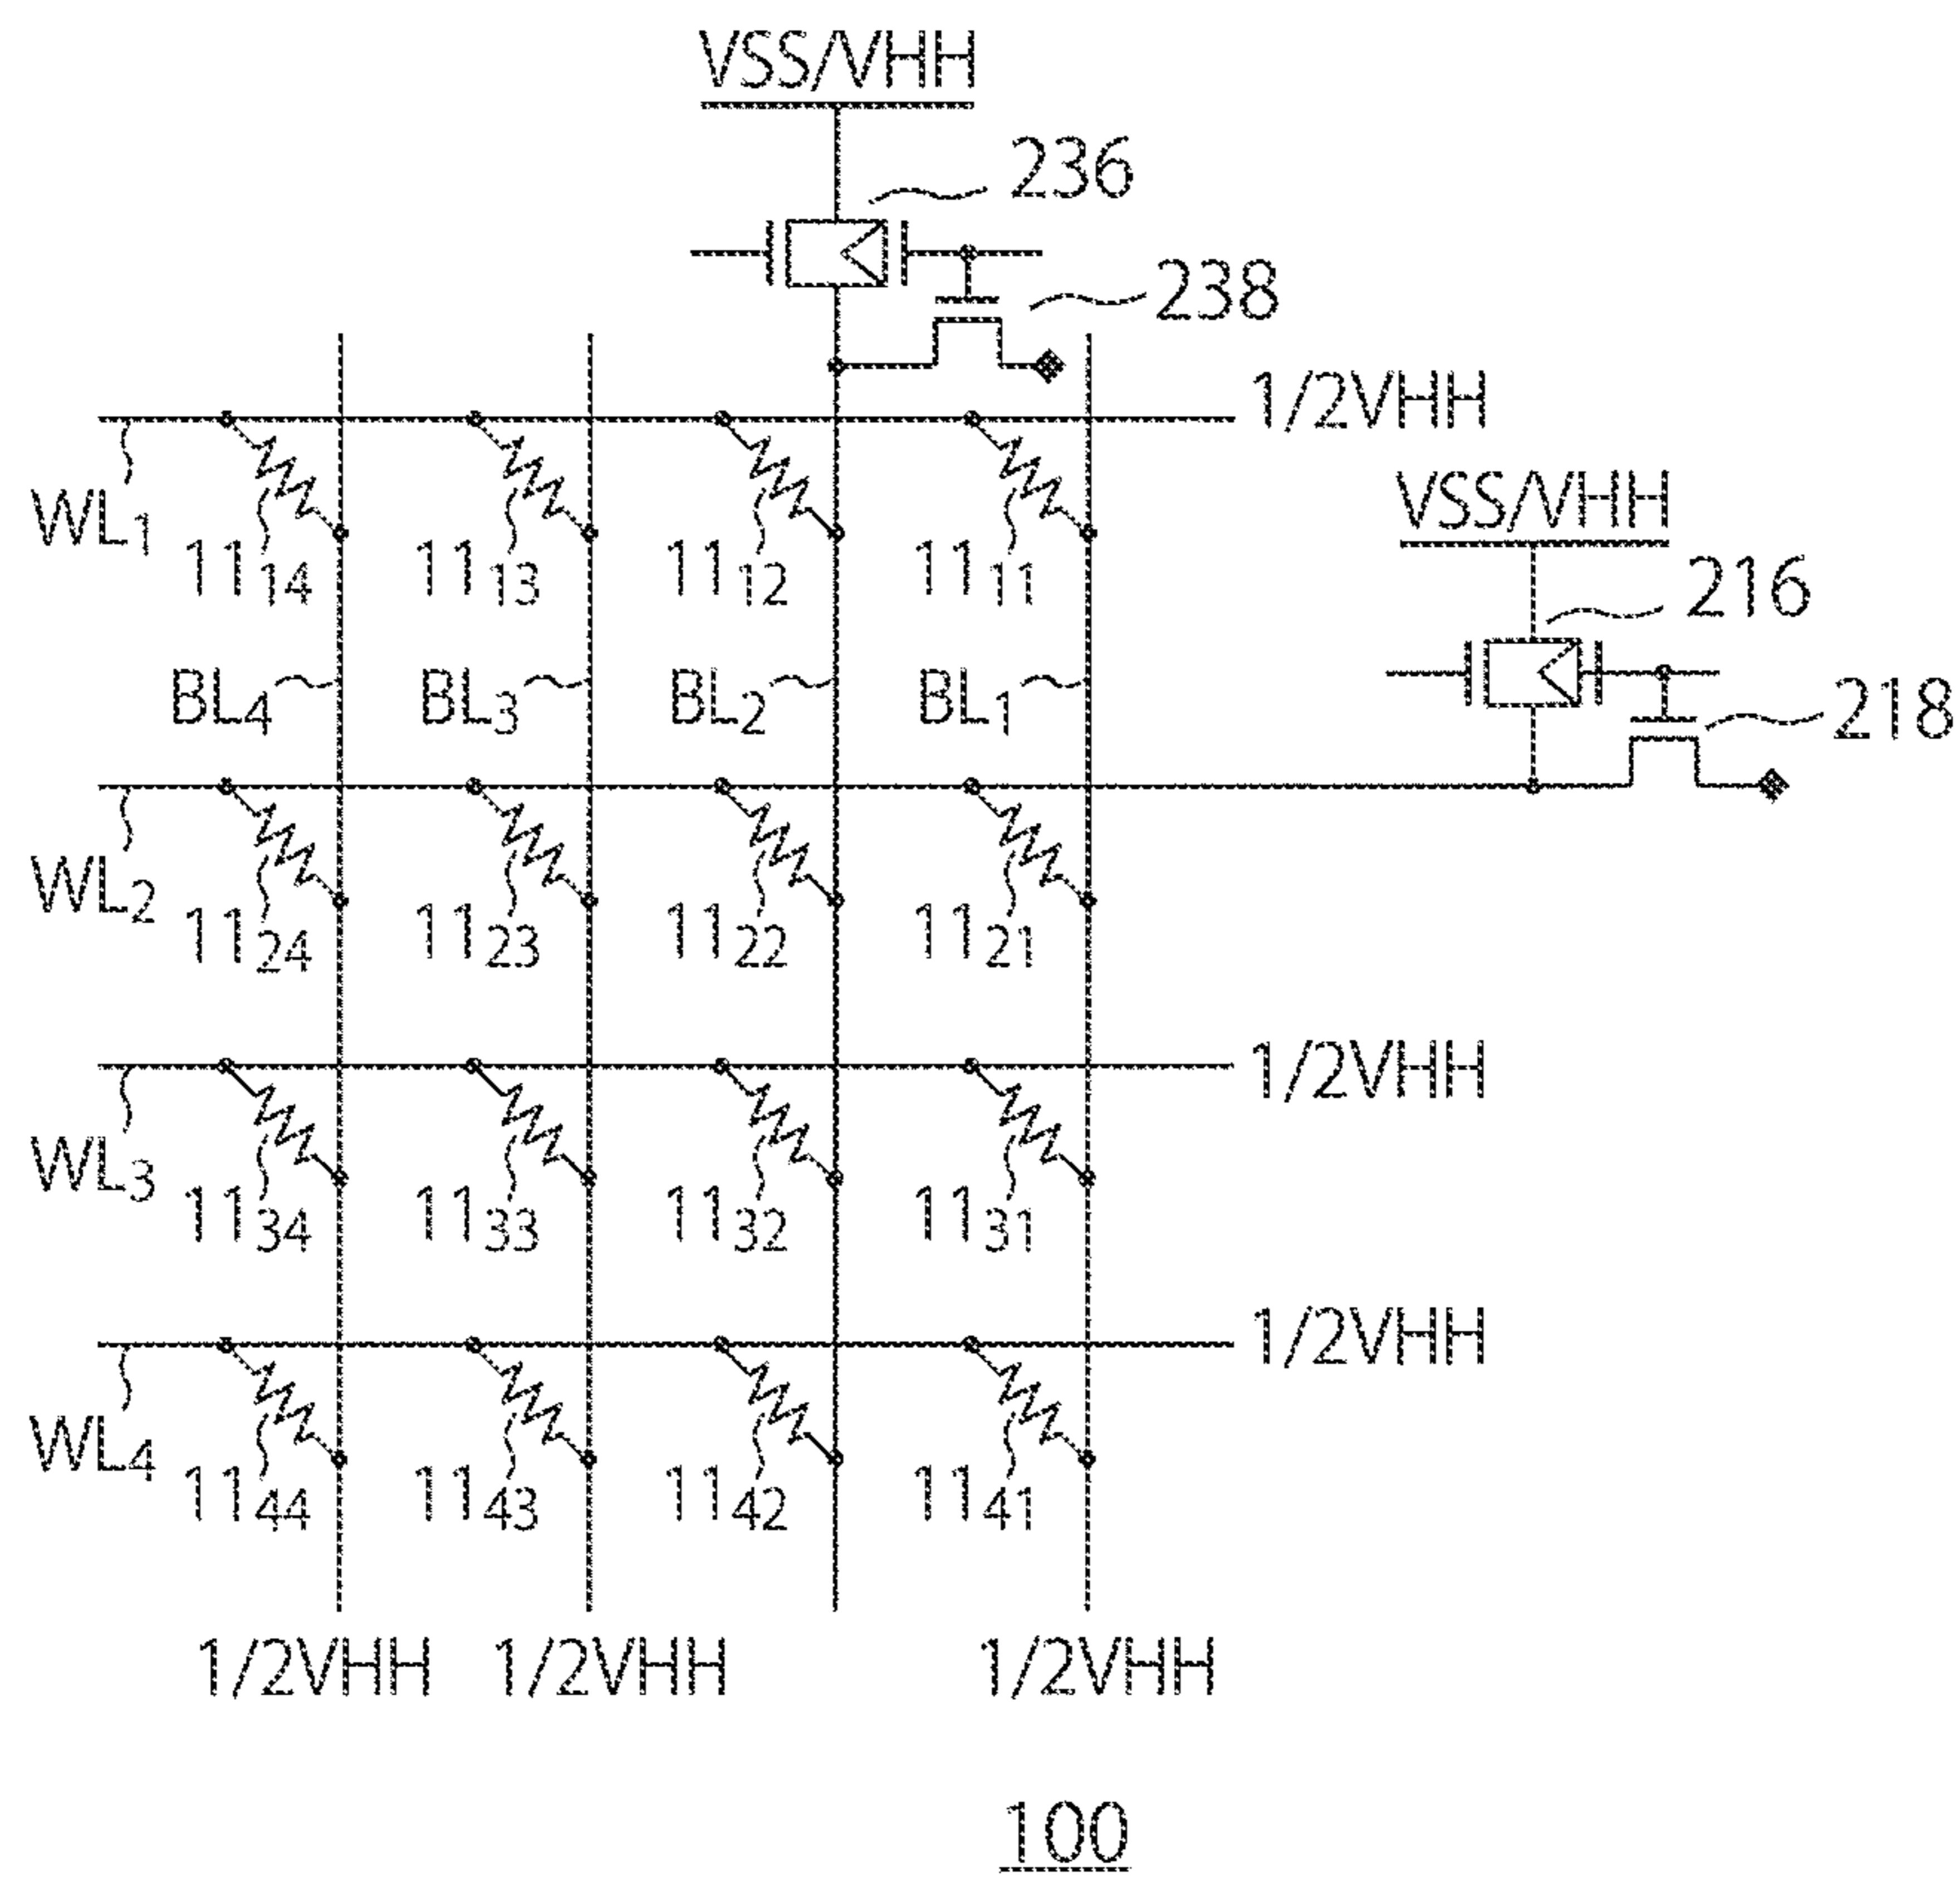 VSS/VHH
236
238
1/2VHH
WL1 1114 1113 1112 1111
VSS/VHH
216
BL4 BL3 BL2 BL1
218
WL2 1124 1123 1122 1121
1/2VHH
WL3 1134 1133 1132 1131
1/2VHH
WL4 1144 1143 1142 1141
1/2VHH 1/2VHH 1/2VHH
100